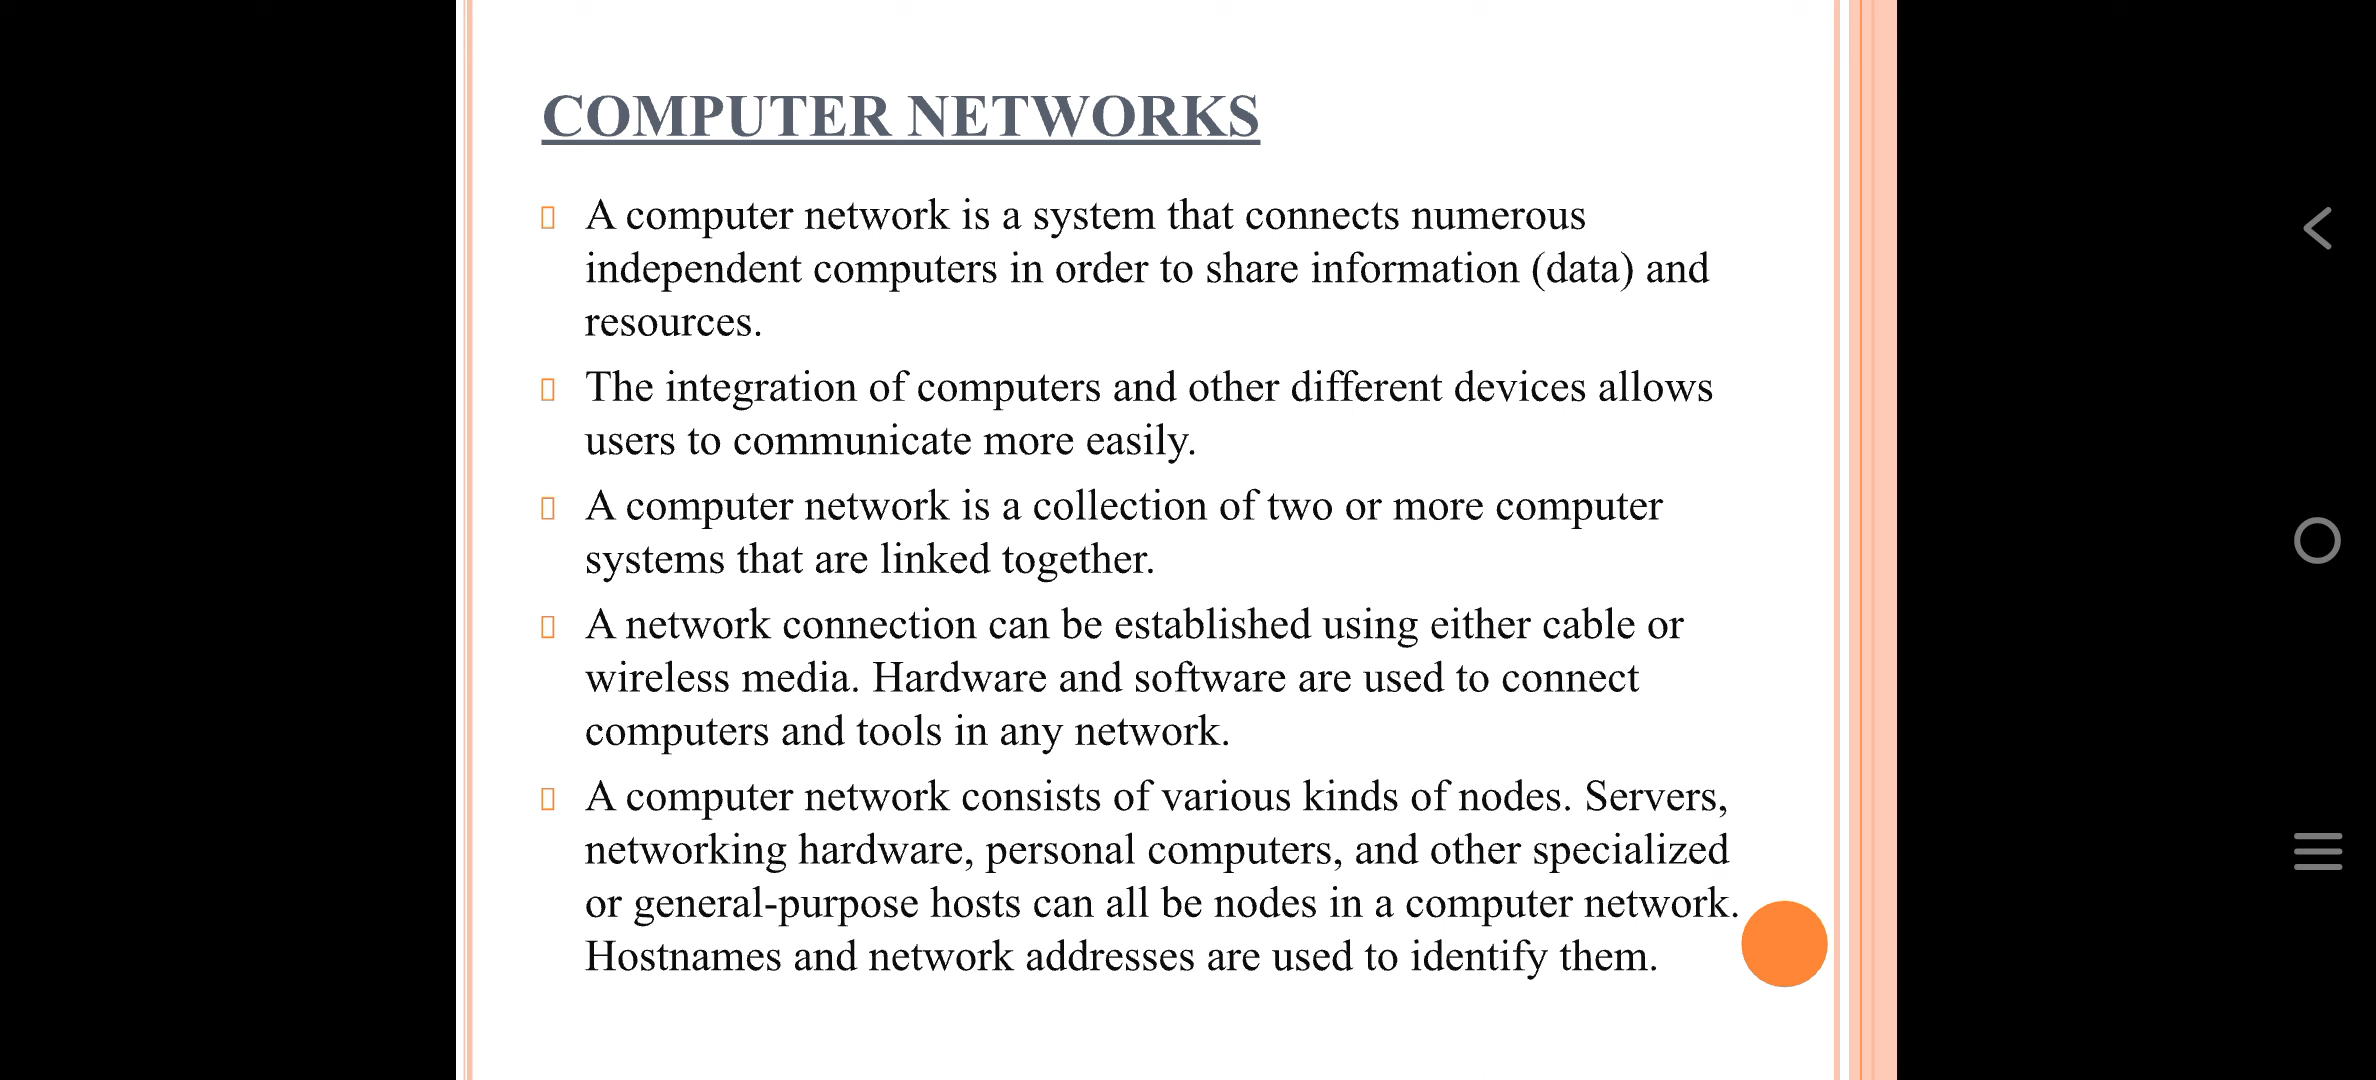 COMPUTER NETWORKS
A computer network is a system that connects numerous
independent computers in order to share information (data) and
resources.
The integration of computers and other different devices allows
users to communicate more easily.
A computer network is a collection of two or more computer
systems that are linked together.
A network connection can be established using either cable or
wireless media. Hardware and software are used to connect
computers and tools in any network.
A computer network consists of various kinds of nodes. Servers,
networking hardware, personal computers, and other specialized
or general-purpose hosts can all be nodes in a computer network.
Hostnames and network addresses are used to identify them.